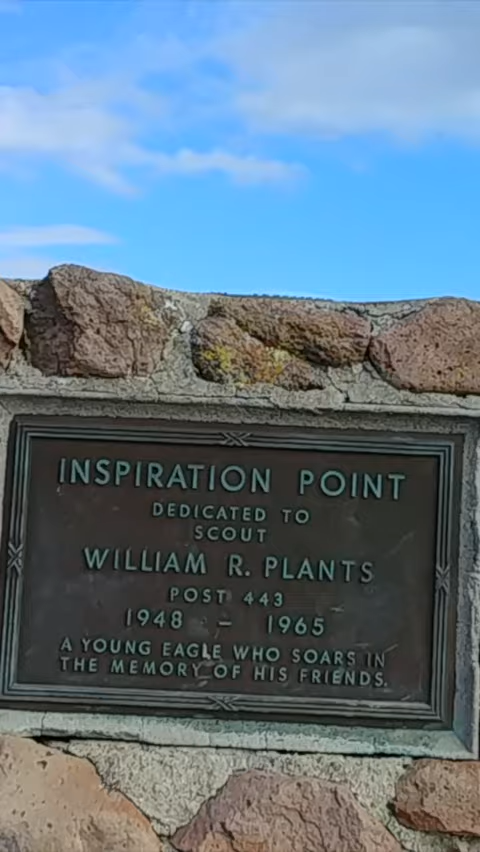 INSPIRATION POINT
DEDICATED TO
SCOUT
WILLIAM R. PLANTS
POST 443
1948 - 1965
A YOUNG EAGLE WHO SOARS IN
THE MEMORY OF HIS FRIENDS.